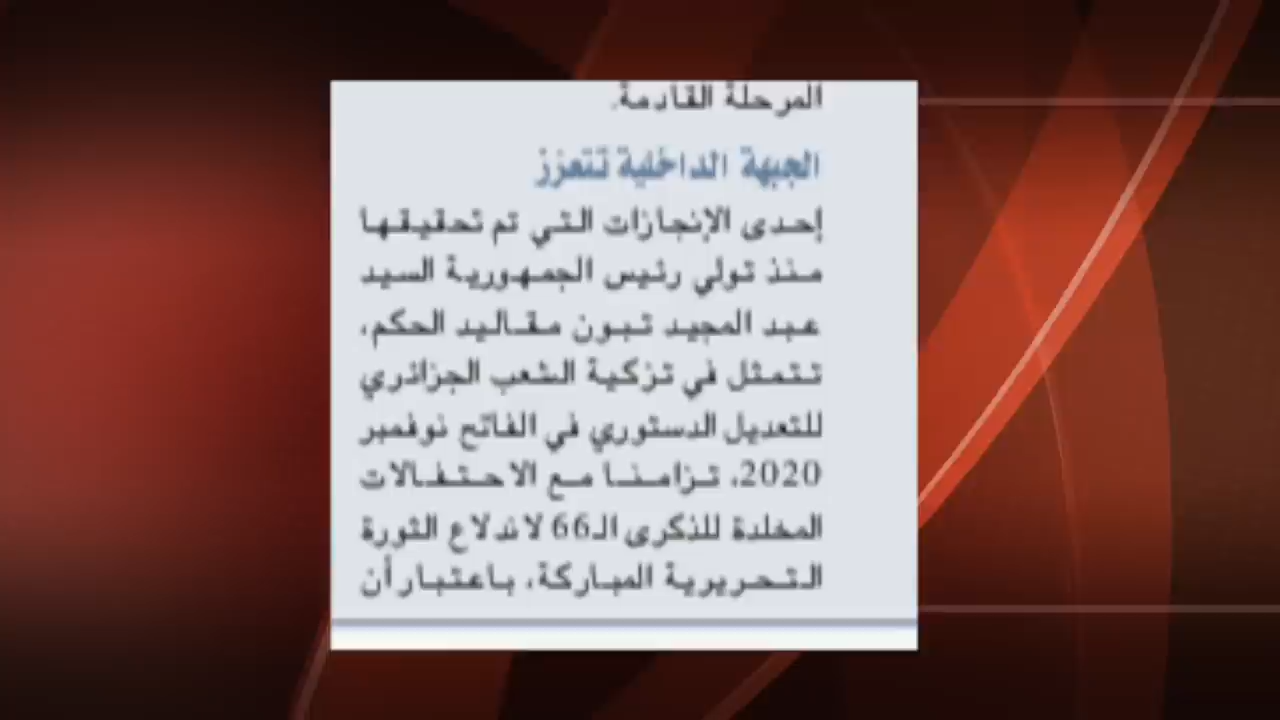 المرحلة القادمة.
الجبهة الداخلية تتعزز
إحدى الإنجازات التي تم تحقيقها
منذ تولي رئيس الجمهورية السيد
عبد المجيد تبون مقاليد الحكم،
تتمثل في تزكية الشعب الجزائري
للتعديل الدستوري في الفاتح نوفمبر
2020، تزامنا مع الاحتفالات
المخلدة للذكرى الـ66 لاندلاع الثورة
التحريرية المباركة، باعتبار أن